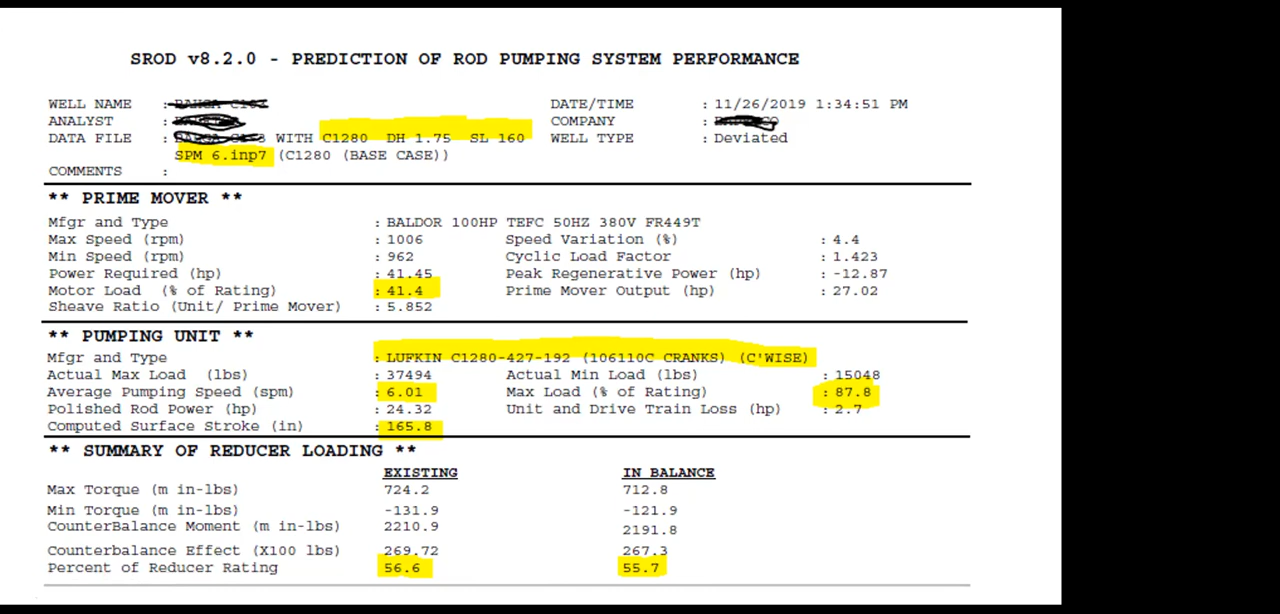 SROD v8.2.0 - PREDICTION OF ROD PUMPING SYSTEM PERFORMANCE
WELL NAME : DATE/TIME : 11/26/2019 1:34:51 PM
ANALYST : COMPANY :
DATA FILE : WITH C1280 DH 1.75 SL 160 WELL TYPE : Deviated
SPM 6.inp7 (C1280 (BASE CASE))
COMMENTS :
** PRIME MOVER **
Mfgr and Type : BALDOR 100HP TEFC 50HZ 380V FR449T
Max Speed (rpm) : 1006 Speed Variation (%) : 4.4
Min Speed (rpm) : 962 Cyclic Load Factor : 1.423
Power Required (hp) : 41.45 Peak Regenerative Power (hp) : -12.87
Motor Load (% of Rating) : 41.4 Prime Mover Output (hp) : 27.02
Sheave Ratio (Unit/ Prime Mover) : 5.852
** PUMPING UNIT **
Mfgr and Type : LUFKIN C1280-427-192 (106110C CRANKS) (C'WISE)
Actual Max Load (lbs) : 37494 Actual Min Load (lbs) : 15048
Average Pumping Speed (spm) : 6.01 Max Load (% of Rating) : 87.8
Polished Rod Power (hp) : 24.32 Unit and Drive Train Loss (hp) : 2.7
Computed Surface Stroke (in) : 165.8
** SUMMARY OF REDUCER LOADING **
EXISTING IN BALANCE
Max Torque (m in-lbs) 724.2 712.8
Min Torque (m in-lbs) -131.9 -121.9
CounterBalance Moment (m in-lbs) 2210.9 2191.8
Counterbalance Effect (X100 lbs) 269.72 267.3
Percent of Reducer Rating 56.6 55.7